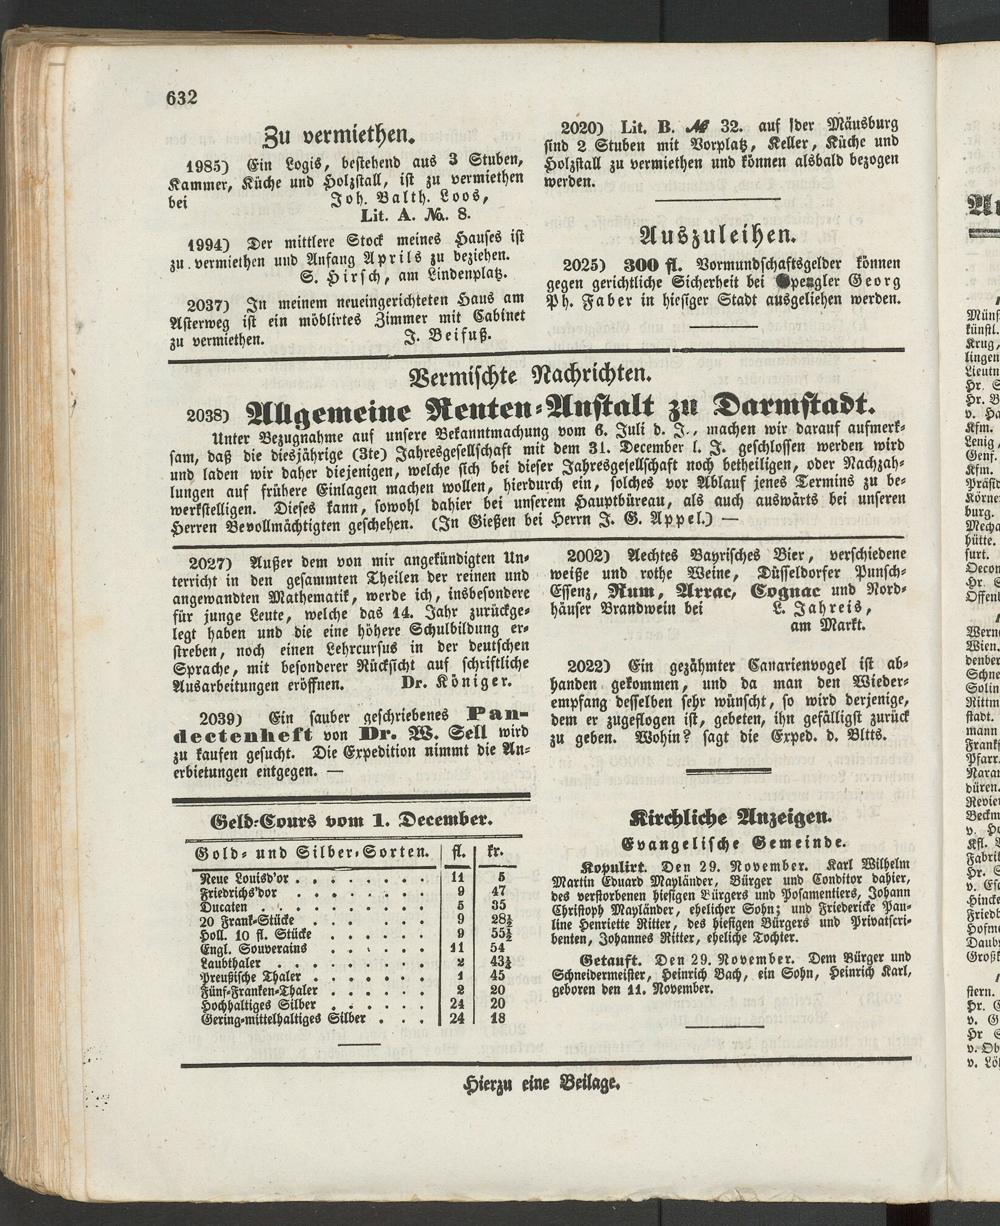 632
Zu vermiethen.
1985) Ein Logis, bestehend aus 3 Stuben,
Kammer, Küche und Holzstall, ist zu vermiethen
bei Joh. Balth. Loos,
Lit. A. No. 8.
1994) Der mittlere Stock meines Hauses ist
zu vermiethen und Anfang Aprils zu beziehen.
S. Hirsch, am Lindenplatz.
2037) In meinem neueingerichteten Haus am
Asterweg ist ein möblirtes Zimmer mit Cabinet
zu vermiethen. J. Beifuß.
2020) Lit. B. № 32. auf der Mäusburg
sind 2 Stuben mit Vorplatz, Keller, Küche und
Holzstall zu vermiethen und können alsbald bezogen
werden.
Auszuleihen.
2025) 300 fl. Vormundschaftsgelder können
gegen gerichtliche Sicherheit bei Spengler Georg
Ph. Faber in hiesiger Stadt ausgeliehen werden.
Vermischte Nachrichten.
2038) Allgemeine Renten-Anstalt zu Darmstadt.
Unter Bezugnahme auf unsere Bekanntmachung vom 6. Juli d. J., machen wir darauf aufmerk-
sam, daß die diesjährige (3te) Jahresgesellschaft mit dem 31. December l. J. geschlossen werden wird
und laden wir daher diejenigen, welche sich bei dieser Jahresgesellschaft noch betheiligen, oder Nachzah-
lungen auf frühere Einlagen machen wollen, hierdurch ein, solches vor Ablauf jenes Termins zu be-
werkstelligen. Dieses kann, sowohl dahier bei unserem Hauptbüreau, als auch auswärts bei unseren
Herren Bevollmächtigten geschehen. (In Gießen bei Herrn J. G. Appel.) —
2027) Außer dem von mir angekündigten Un-
terricht in den gesammten Theilen der reinen und
angewandten Mathematik, werde ich, insbesondere
für junge Leute, welche das 14. Jahr zurückge-
legt haben und die eine höhere Schulbildung er-
streben, noch einen Lehrcursus in der deutschen
Sprache, mit besonderer Rücksicht auf schriftliche
Ausarbeitungen eröffnen. Dr. Königer.
2039) Ein sauber geschriebenes Pan-
dectenheft von Dr. W. Sell wird
zu kaufen gesucht. Die Expedition nimmt die An-
erbietungen entgegen. —
2002) Aechtes Bayrisches Bier, verschiedene
weiße und rothe Weine, Düsseldorfer Punsch-
Essenz, Rum, Arrac, Cognac und Nord-
häuser Brandwein bei L. Jahreis,
am Markt.
2022) Ein gezähmter Canarienvogel ist ab-
handen gekommen, und da man den Wieder-
empfang desselben sehr wünscht, so wird derjenige,
dem er zugeflogen ist, gebeten, ihn gefälligst zurück
zu geben. Wohin? sagt die Exped. d. Bltts.
Geld-Cours vom 1. December.
Gold- und Silber-Sorten. fl. kr.
Neue Louisd'or . . . . . . . . 11 5
Friedrichs'dor . . . . . . . 9 47
Ducaten . . . . . . . . . 5 35
20 Frank-Stücke . . . . . . 9 28½
Holl. 10 fl. Stücke . . . . . . 9 55½
Engl. Souverains . . . . . . 11 54
Laubthaler . . . . . . . . 2 43½
Preußische Thaler . . . . . . 1 45
Fünf-Franken-Thaler . . . . . . 2 20
Hochhaltiges Silber . . . . . . 24 20
Gering-mittelhaltiges Silber . . . 24 18
Kirchliche Anzeigen.
Evangelische Gemeinde.
Kopulirt. Den 29. November. Karl Wilhelm
Martin Eduard Mayländer, Bürger und Conditor dahier,
des verstorbenen hiesigen Bürgers und Posamentiers, Johann
Christoph Mayländer, ehelicher Sohn; und Friedericke Pau-
line Henriette Ritter, des hiesigen Bürgers und Privatscri-
benten, Johannes Ritter, eheliche Tochter.
Getauft. Den 29. November. Dem Bürger und
Schneidermeister, Heinrich Bach, ein Sohn, Heinrich Karl,
geboren den 11. November.
Hierzu eine Beilage.